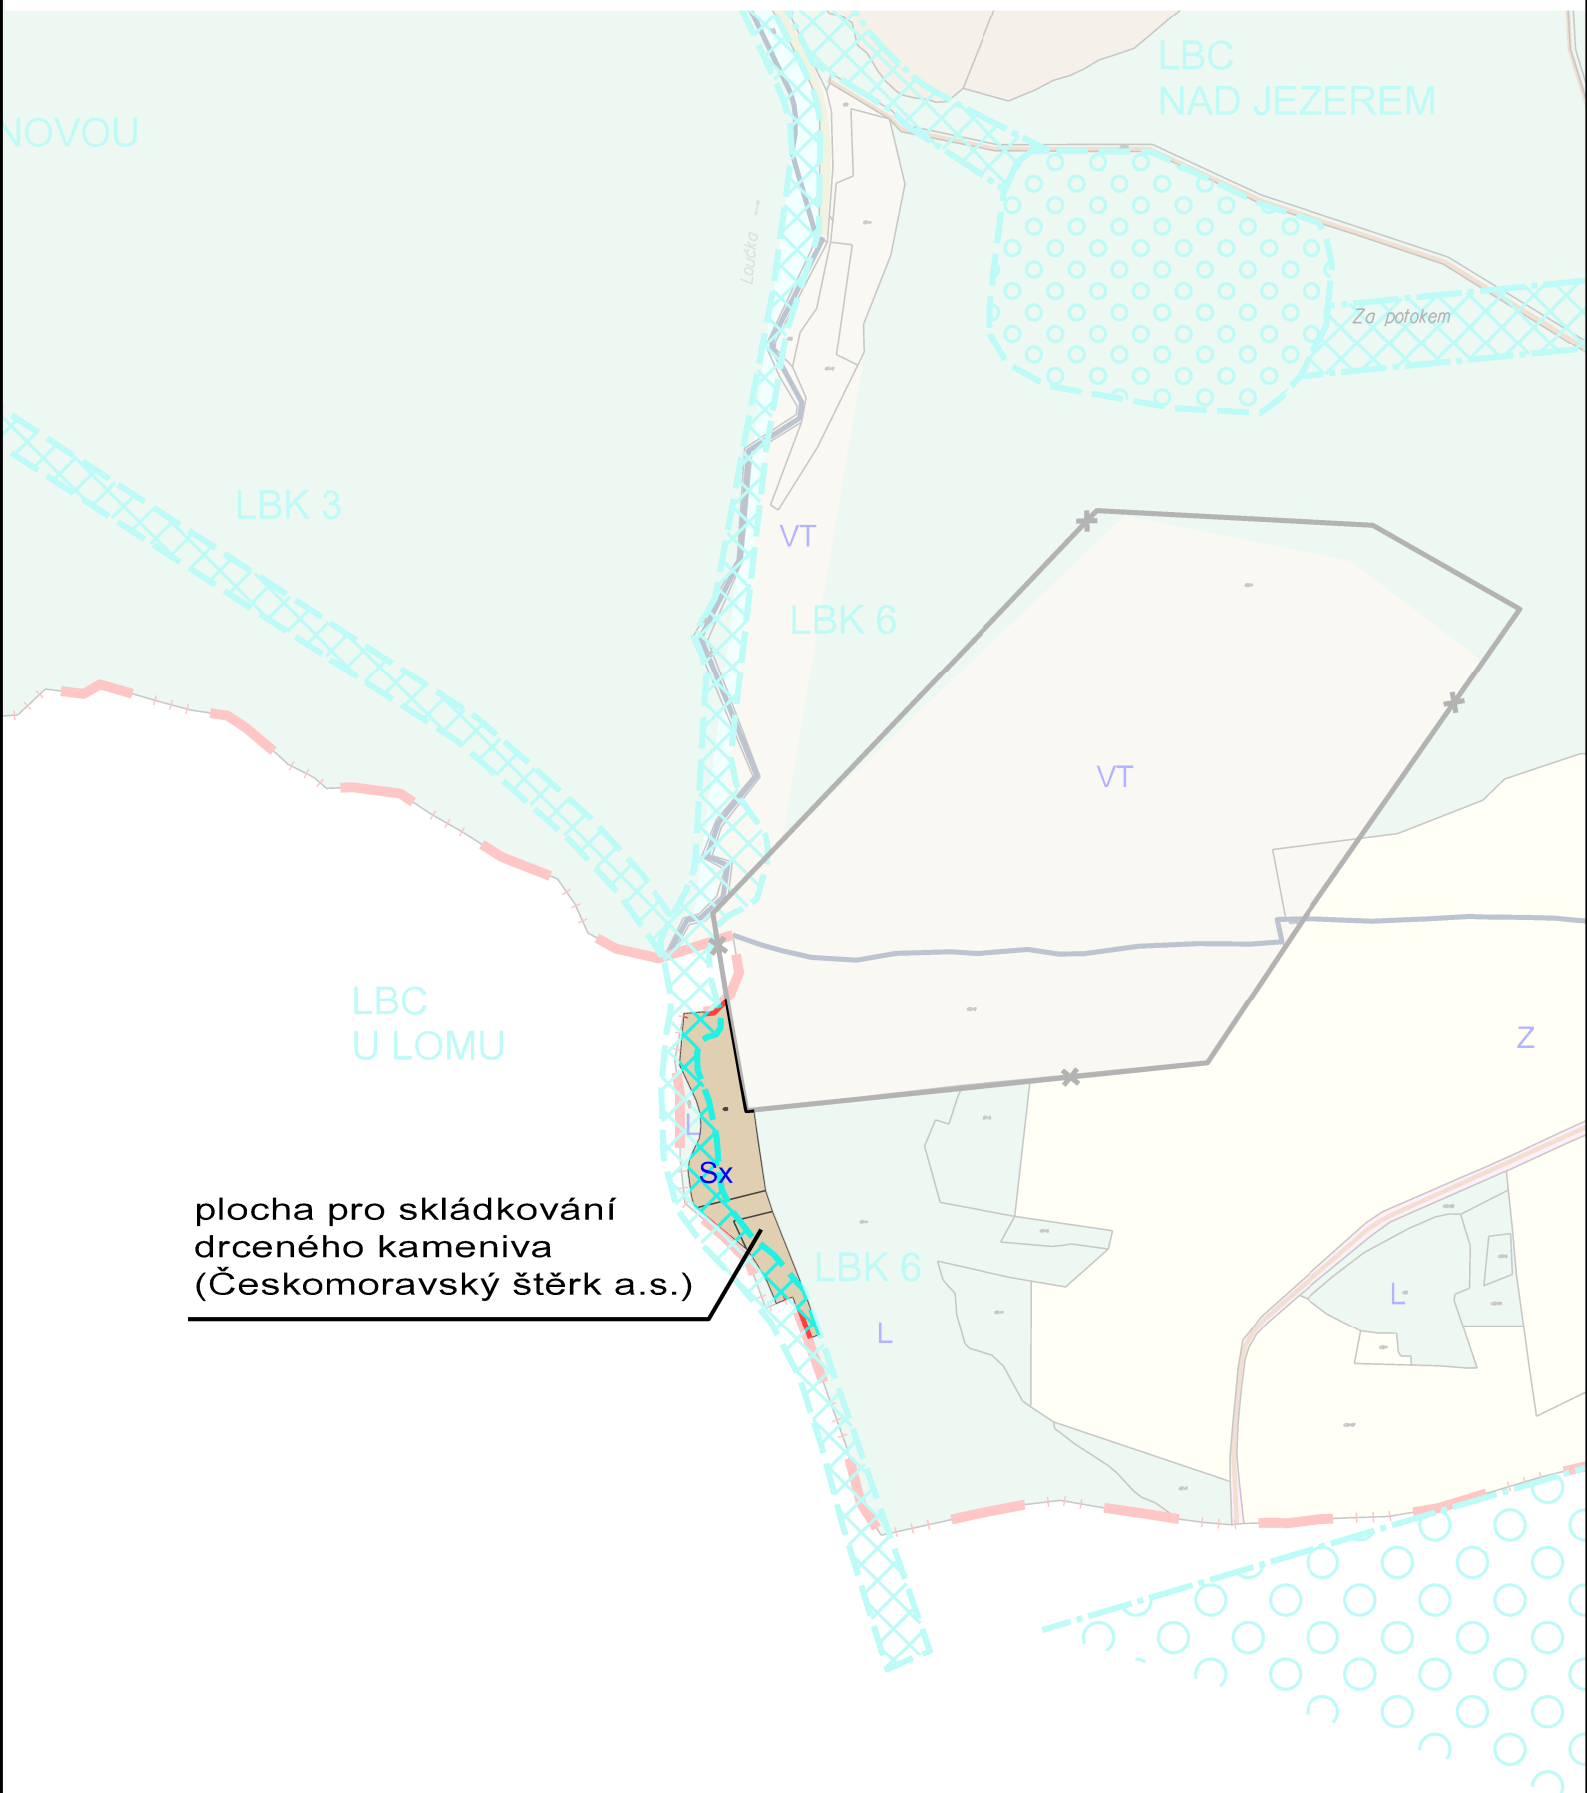 LBC
NAD JEZEREM
NOVOU
Loučka
Za potokem
LBK 3
VT
LBK 6
VT
LBC
U LOMU
Z
L
Sx
plocha pro skládkování
drceného kameniva
(Českomoravský štěrk a.s.)
LBK 6
L
L